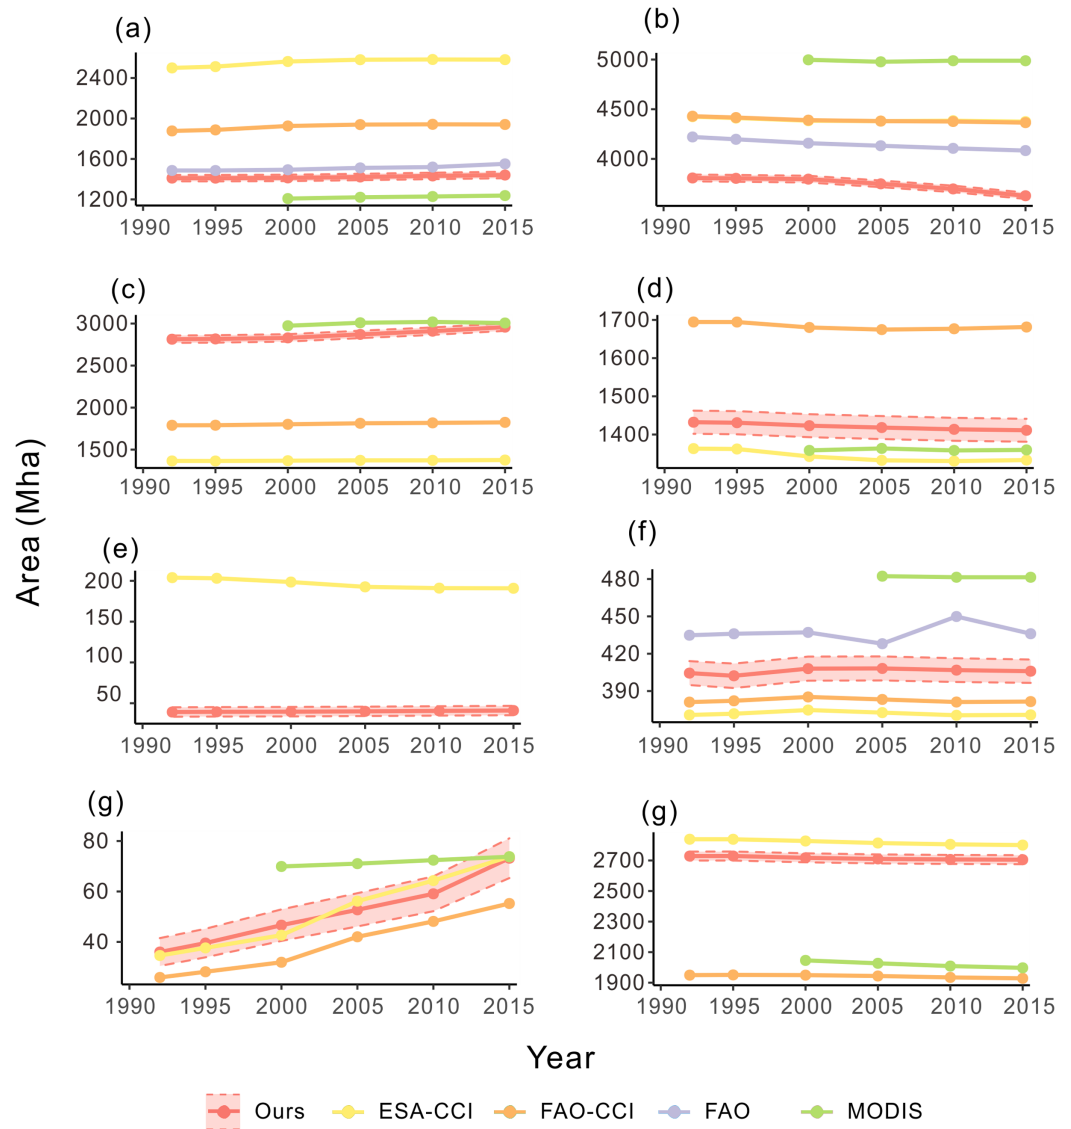 (a)
2400
2000
1600
1200
1990 1995 2000 2005 2010 2015
(b)
5000
4500
4000
1990 1995 2000 2005 2010 2015
(c)
3000
2500
2000
1500
1990 1995 2000 2005 2010 2015
(d)
1700
1600
1500
1400
1990 1995 2000 2005 2010 2015
Area (Mha)
(e)
200
150
100
50
1990 1995 2000 2005 2010 2015
(f)
480
450
420
390
1990 1995 2000 2005 2010 2015
(g)
80
60
40
1990 1995 2000 2005 2010 2015
(g)
2700
2500
2300
2100
1900
1990 1995 2000 2005 2010 2015
Year
Ours ESA-CCI FAO-CCI FAO MODIS